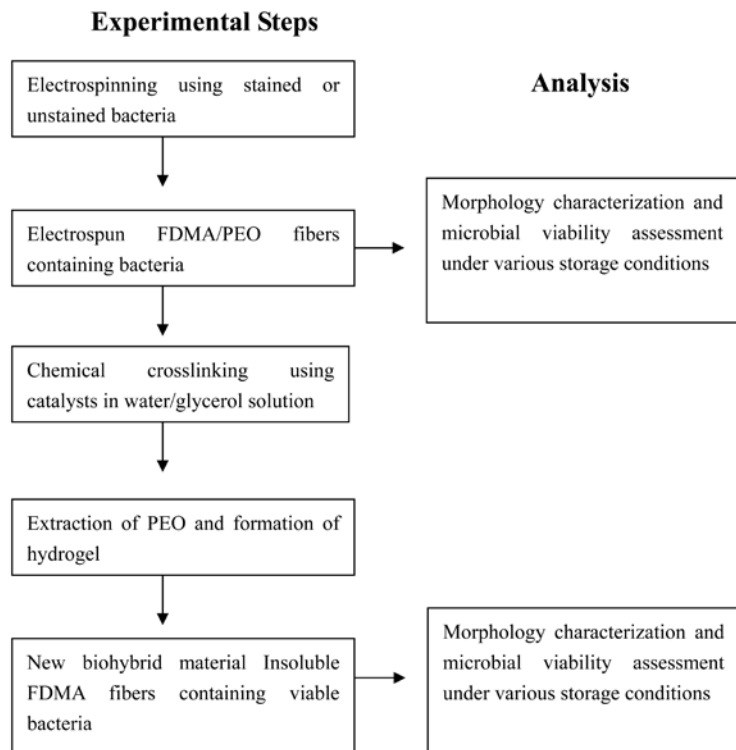 Experimental Steps
Analysis
Electrospinning using stained or
unstained bacteria
Electrospun FDMA/PEO fibers
containing bacteria
Morphology characterization and
microbial viability assessment
under various storage conditions
Chemical crosslinking using
catalysts in water/glycerol solution
Extraction of PEO and formation of
hydrogel
New biohybrid material Insoluble
FDMA fibers containing viable
bacteria
Morphology characterization and
microbial viability assessment
under various storage conditions